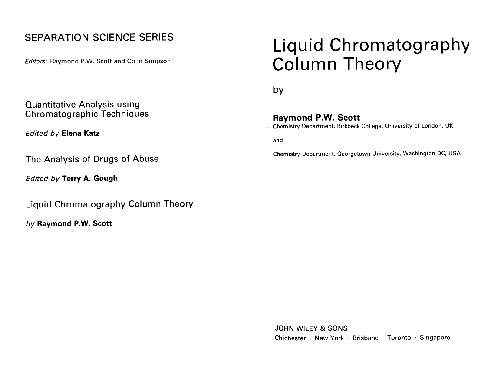 SEPARATION SCIENCE SERIES
Editors: Raymond P.W. Scott and Colin Simpson
Quantitative Analysis using
Chromatographic Techniques
Edited by Elena Katz
The Analysis of Drugs of Abuse
Edited by Terry A. Gough
Liquid Chromatography Column Theory
by Raymond P.W. Scott
Liquid Chromatography
Column Theory
by
Raymond P.W. Scott
Chemistry Department, Birkbeck College, University of London, UK
and
Chemistry Department, Georgetown University, Washington DC, USA
JOHN WILEY & SONS
Chichester · New York · Brisbane · Toronto · Singapore